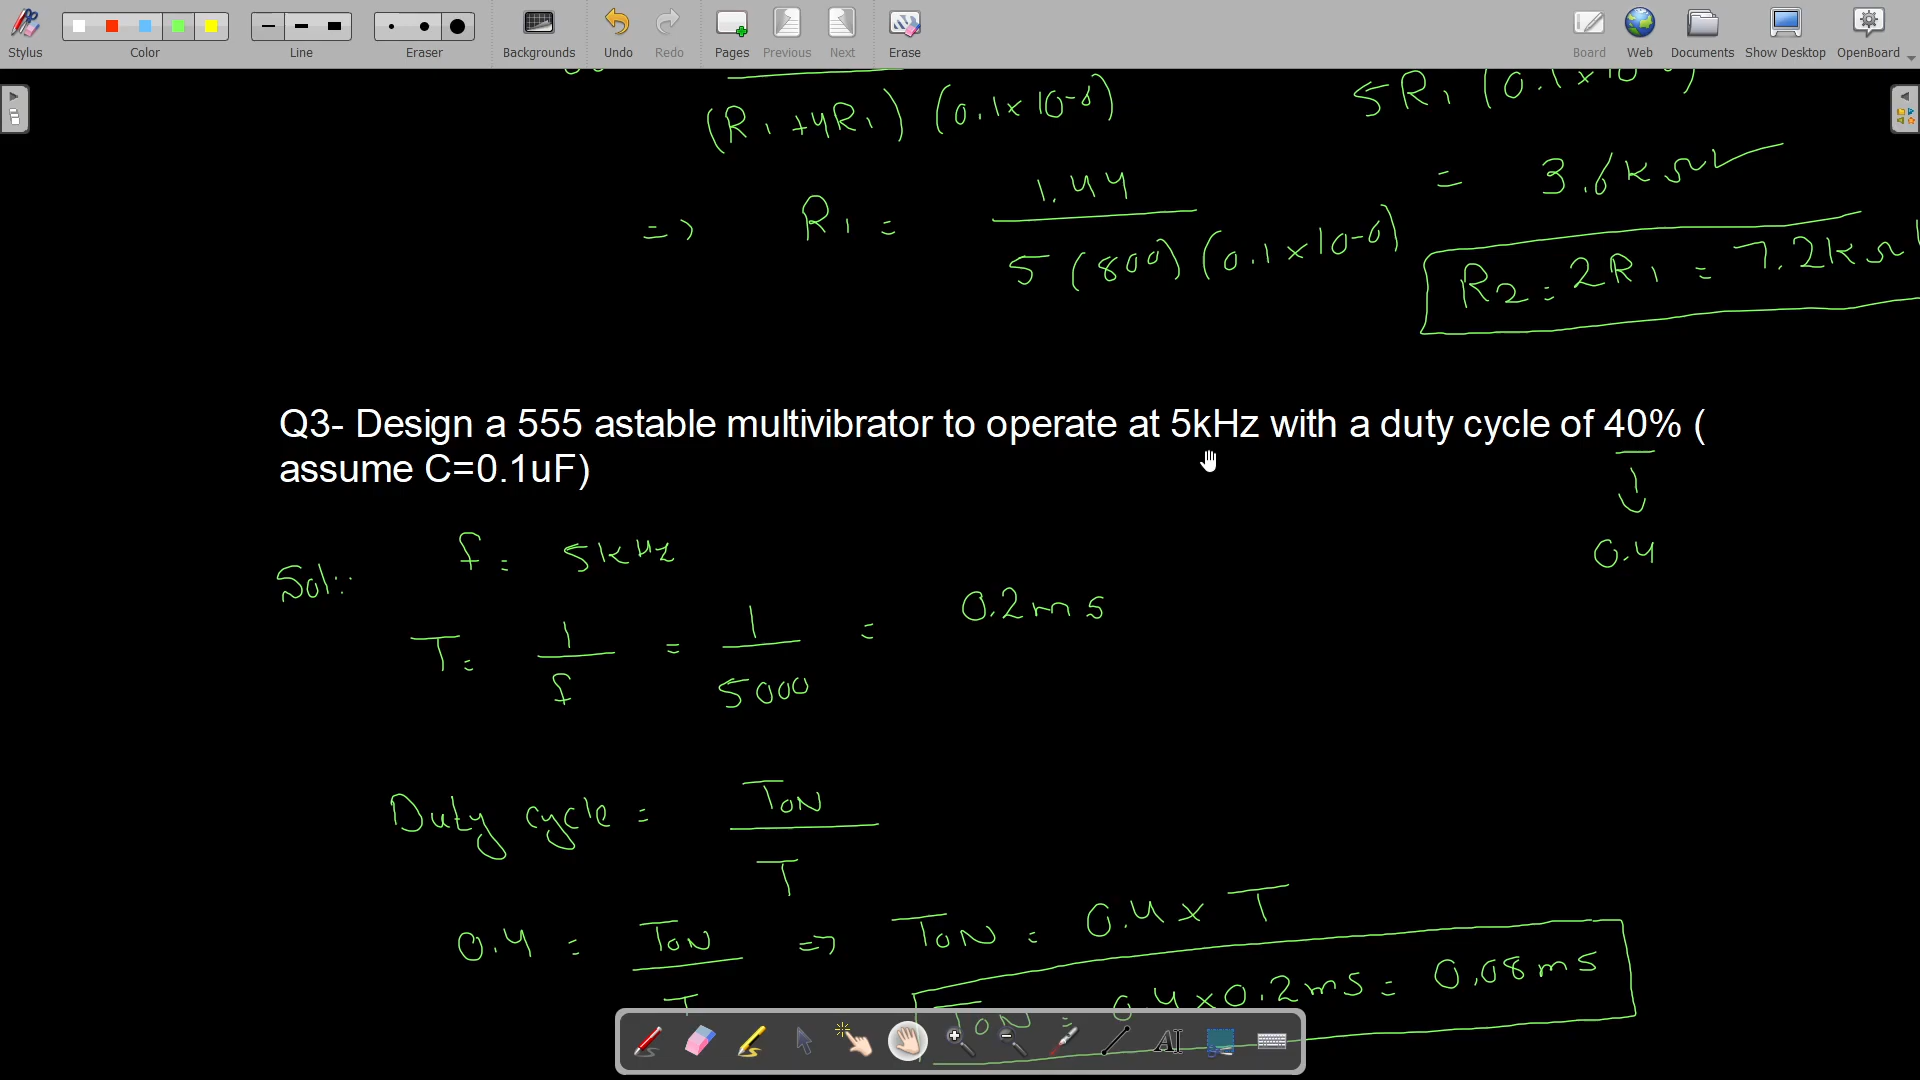 Stylus Color Line Eraser Backgrounds Undo Redo Pages Previous Next Erase Board Web Documents Show Desktop OpenBoard
(R1+4R1) (0.1x10-6) 5R1 (0.1x10
= 3.6kΩ
=> R1 = 1.44
5 (800) (0.1x10-6)
R2 = 2R1 = 7.2kΩ
Q3- Design a 555 astable multivibrator to operate at 5kHz with a duty cycle of 40% (
assume C=0.1uF)
0.4
Sol:: f = 5kHz
T = 1/f = 1/5000 = 0.2ms
Duty cycle = TON/T
0.4 = TON/T => TON = 0.4 x T
TON = 0.4x0.2ms = 0.08ms